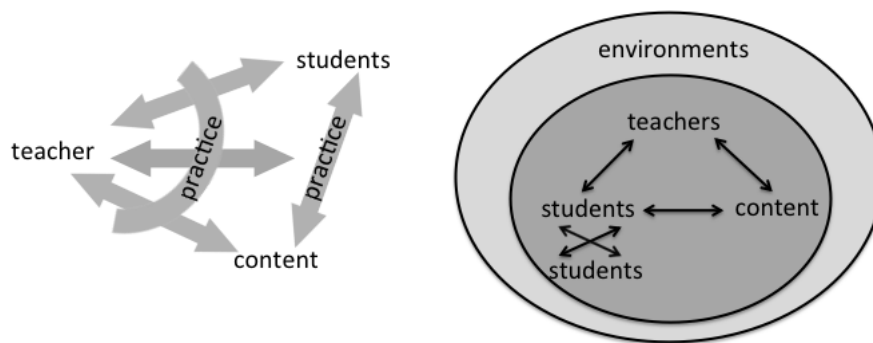 students
teacher
practice
practice
content
environments
teachers
students
content
students